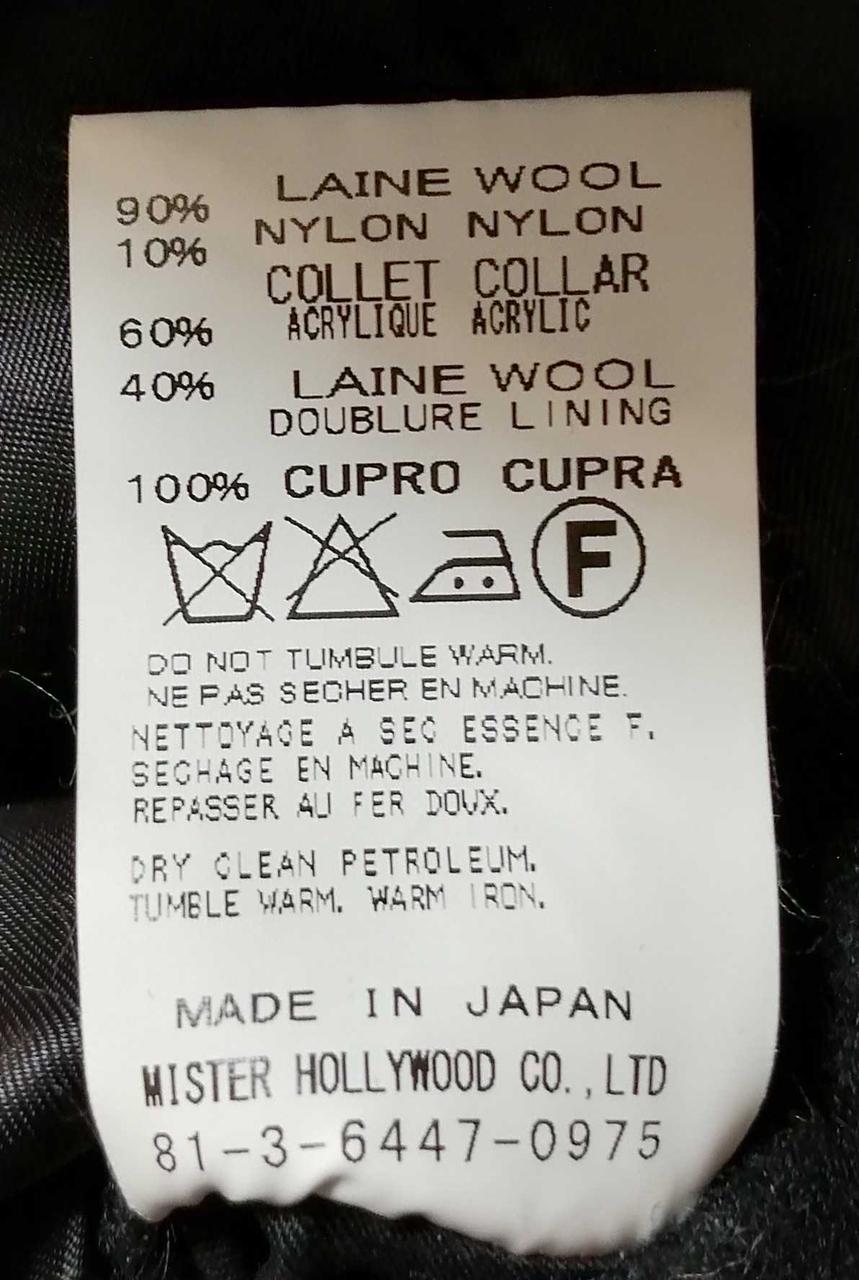 90% LAINE WOOL
10% NYLON NYLON
COLLET COLLAR
60% ACRYLIQUE ACRYLIC
40% LAINE WOOL
DOUBLURE LINING
100% CUPRO CUPRA
F
DO NOT TUMBULE WARM.
NE PAS SECHER EN MACHINE.
NETTOYAGE A SEC ESSENCE F.
SECHAGE EN MACHINE.
REPASSER AU FER DOUX.
DRY CLEAN PETROLEUM.
TUMBLE WARM. WARM IRON.
MADE IN JAPAN
MISTER HOLLYWOOD CO.,LTD
81-3-6447-0975